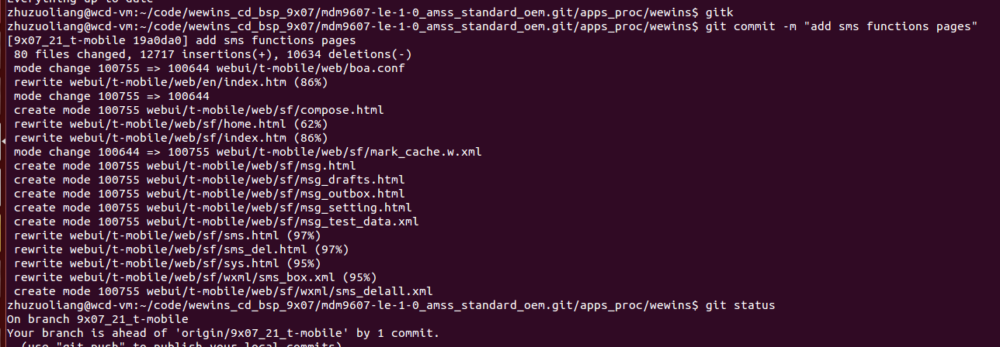 Everything up-to-date
zhuzuoliang@wcd-vm:~/code/wewins_cd_bsp_9x07/mdm9607-le-1-0_amss_standard_oem.git/apps_proc/wewins$ gitk
zhuzuoliang@wcd-vm:~/code/wewins_cd_bsp_9x07/mdm9607-le-1-0_amss_standard_oem.git/apps_proc/wewins$ git commit -m "add sms functions pages"
[9x07_21_t-mobile 19a0da0] add sms functions pages
 80 files changed, 12717 insertions(+), 10634 deletions(-)
 mode change 100755 => 100644 webui/t-mobile/web/boa.conf
 rewrite webui/t-mobile/web/en/index.htm (86%)
 mode change 100755 => 100644
 create mode 100755 webui/t-mobile/web/sf/compose.html
 rewrite webui/t-mobile/web/sf/home.html (62%)
 rewrite webui/t-mobile/web/sf/index.htm (86%)
 mode change 100644 => 100755 webui/t-mobile/web/sf/mark_cache.w.xml
 create mode 100755 webui/t-mobile/web/sf/msg.html
 create mode 100755 webui/t-mobile/web/sf/msg_drafts.html
 create mode 100755 webui/t-mobile/web/sf/msg_outbox.html
 create mode 100755 webui/t-mobile/web/sf/msg_setting.html
 create mode 100755 webui/t-mobile/web/sf/msg_test_data.xml
 rewrite webui/t-mobile/web/sf/sms.html (97%)
 rewrite webui/t-mobile/web/sf/sms_del.html (97%)
 rewrite webui/t-mobile/web/sf/sys.html (95%)
 rewrite webui/t-mobile/web/sf/wxml/sms_box.xml (95%)
 create mode 100755 webui/t-mobile/web/sf/wxml/sms_delall.xml
zhuzuoliang@wcd-vm:~/code/wewins_cd_bsp_9x07/mdm9607-le-1-0_amss_standard_oem.git/apps_proc/wewins$ git status
On branch 9x07_21_t-mobile
Your branch is ahead of 'origin/9x07_21_t-mobile' by 1 commit.
  (use "git push" to publish your local commits)